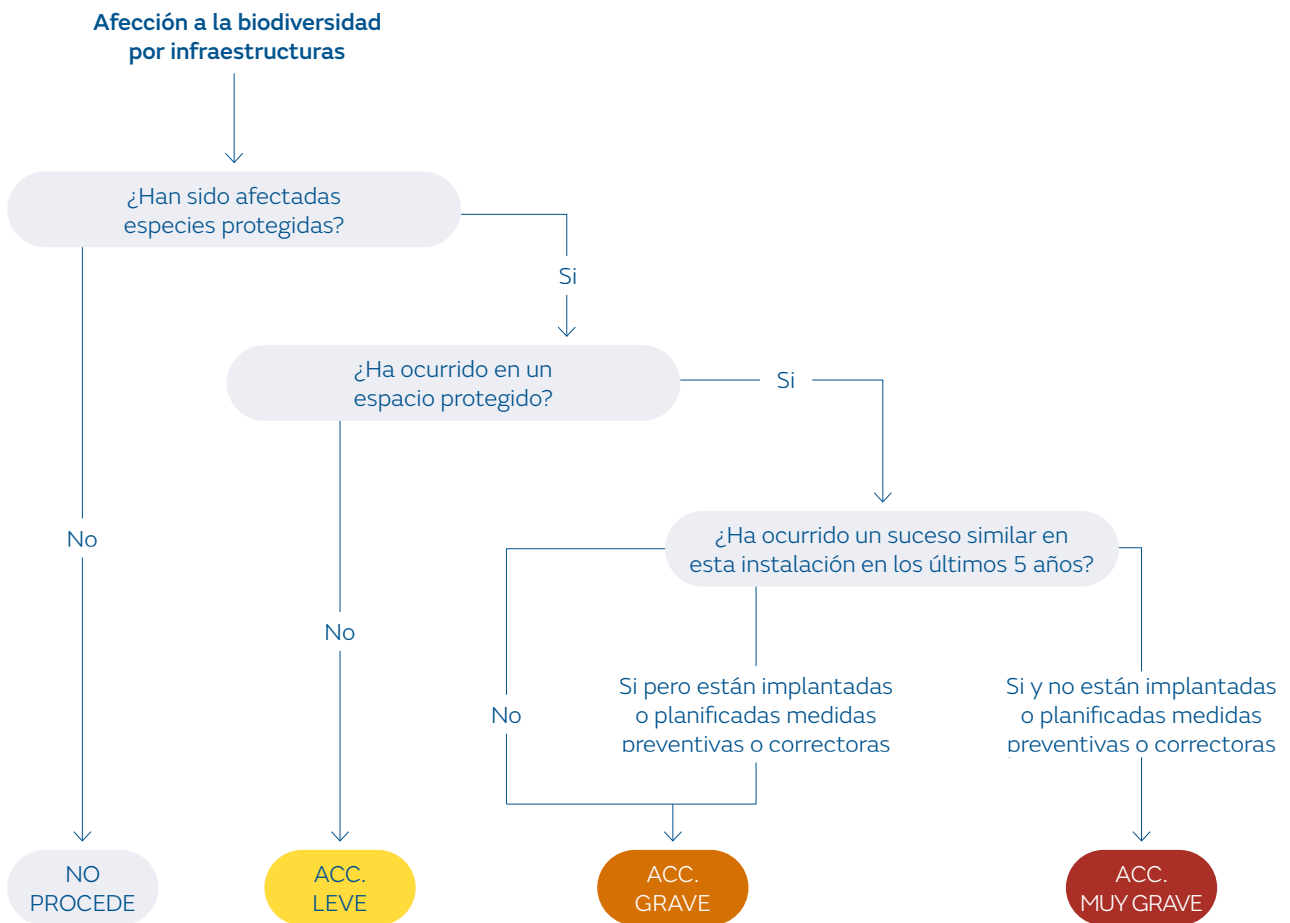 Afección a la biodiversidad
por infraestructuras
¿Han sido afectadas
especies protegidas?
Si
¿Ha ocurrido en un
espacio protegido?
Si
No
¿Ha ocurrido un suceso similar en
esta instalación en los últimos 5 años?
No
No
Si pero están implantadas
o planificadas medidas
preventivas o correctoras
Si y no están implantadas
o planificadas medidas
preventivas o correctoras
NO
PROCEDE
ACC.
LEVE
ACC.
GRAVE
ACC.
MUY GRAVE